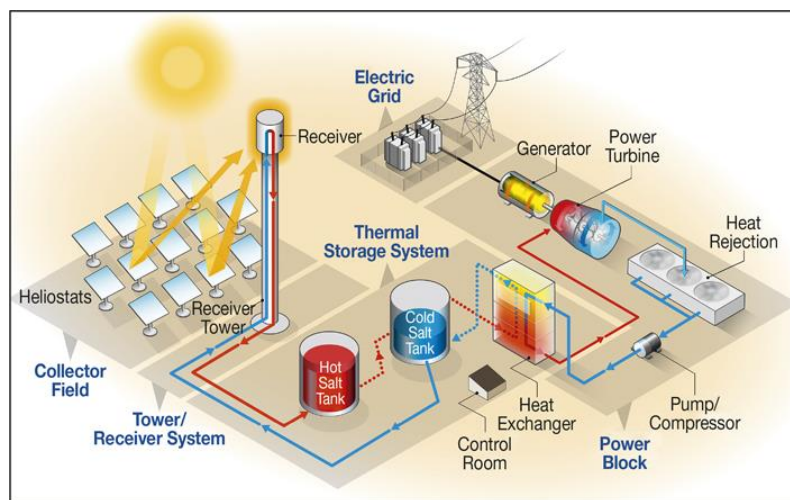 Electric
Grid
Receiver
Generator
Power
Turbine
Heat
Rejection
Thermal
Storage System
Heliostats
Receiver
Tower
Cold
Salt
Tank
Hot
Salt
Tank
Collector
Field
Tower/
Receiver System
Control
Room
Heat
Exchanger
Pump/
Compressor
Power
Block